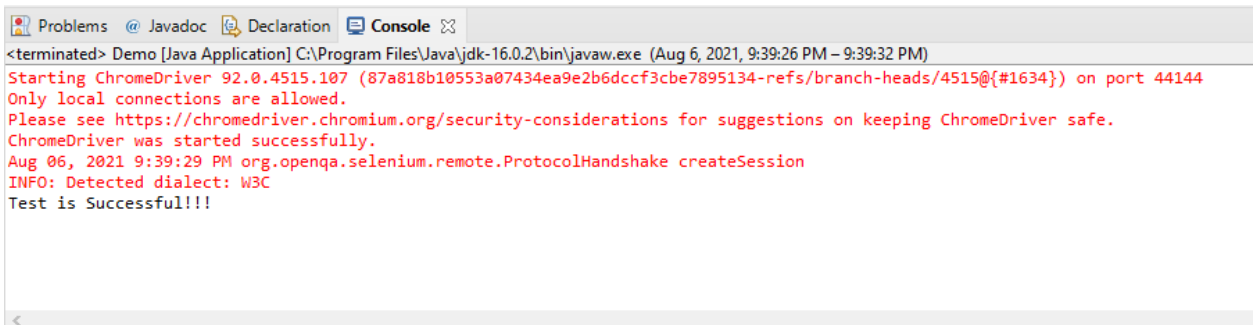 Problems @ Javadoc Declaration Console
<terminated> Demo [Java Application] C:\Program Files\Java\jdk-16.0.2\bin\javaw.exe (Aug 6, 2021, 9:39:26 PM – 9:39:32 PM)
Starting ChromeDriver 92.0.4515.107 (87a818b10553a07434ea9e2b6dccf3cbe7895134-refs/branch-heads/4515@{#1634}) on port 44144
Only local connections are allowed.
Please see https://chromedriver.chromium.org/security-considerations for suggestions on keeping ChromeDriver safe.
ChromeDriver was started successfully.
Aug 06, 2021 9:39:29 PM org.openqa.selenium.remote.ProtocolHandshake createSession
INFO: Detected dialect: W3C
Test is Successful!!!